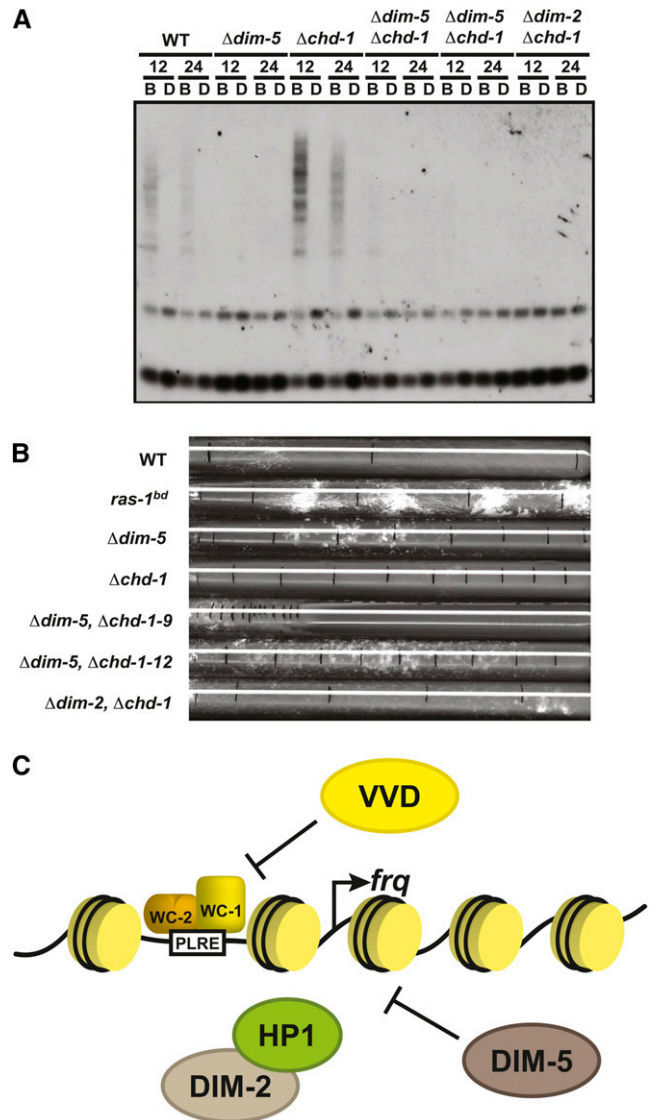 A
WT Δdim-5 Δchd-1 Δdim-5 Δchd-1 Δdim-5 Δchd-1 Δdim-2 Δchd-1
12 24 12 24 12 24 12 24 12 24 12 24
B D B D B D B D B D B D B D B D B D B D B D B D
B
WT
ras-1bd
Δdim-5
Δchd-1
Δdim-5, Δchd-1-9
Δdim-5, Δchd-1-12
Δdim-2, Δchd-1
C
VVD
frq
WC-2 WC-1
PLRE
HP1
DIM-2
DIM-5